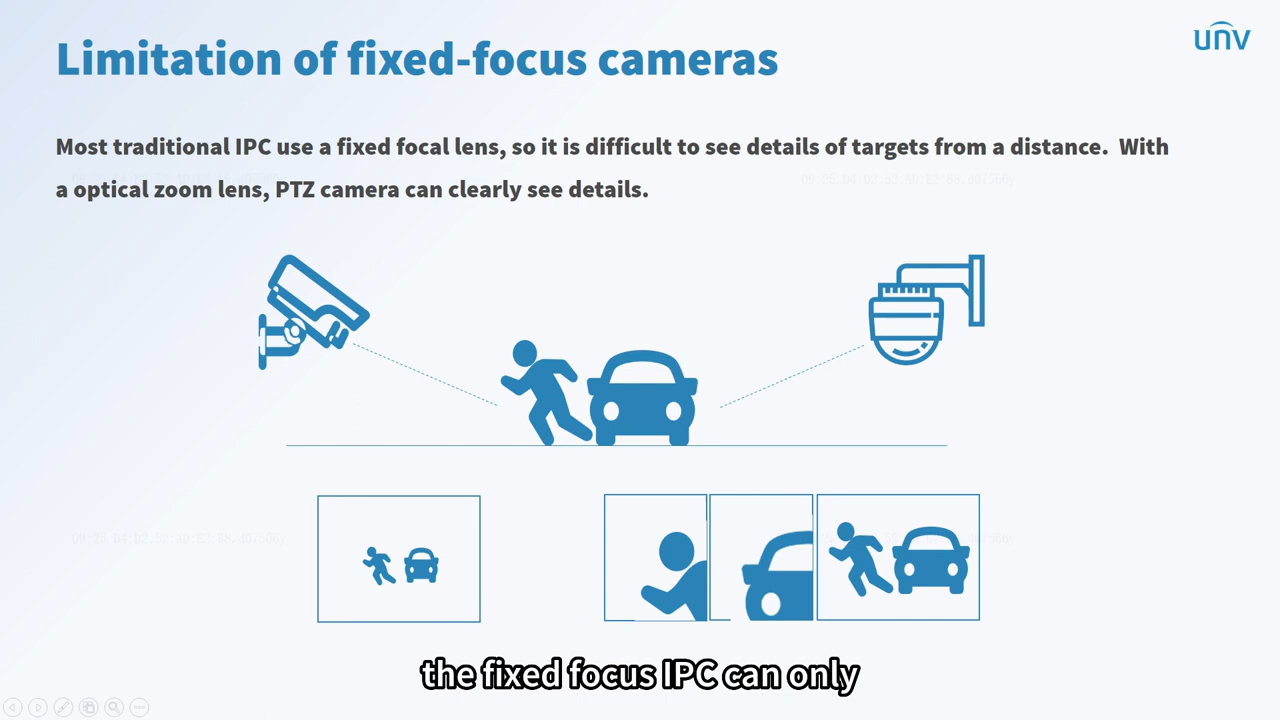 Limitation of fixed-focus cameras
unv
Most traditional IPC use a fixed focal lens, so it is difficult to see details of targets from a distance. With
a optical zoom lens, PTZ camera can clearly see details.
the fixed focus IPC can only